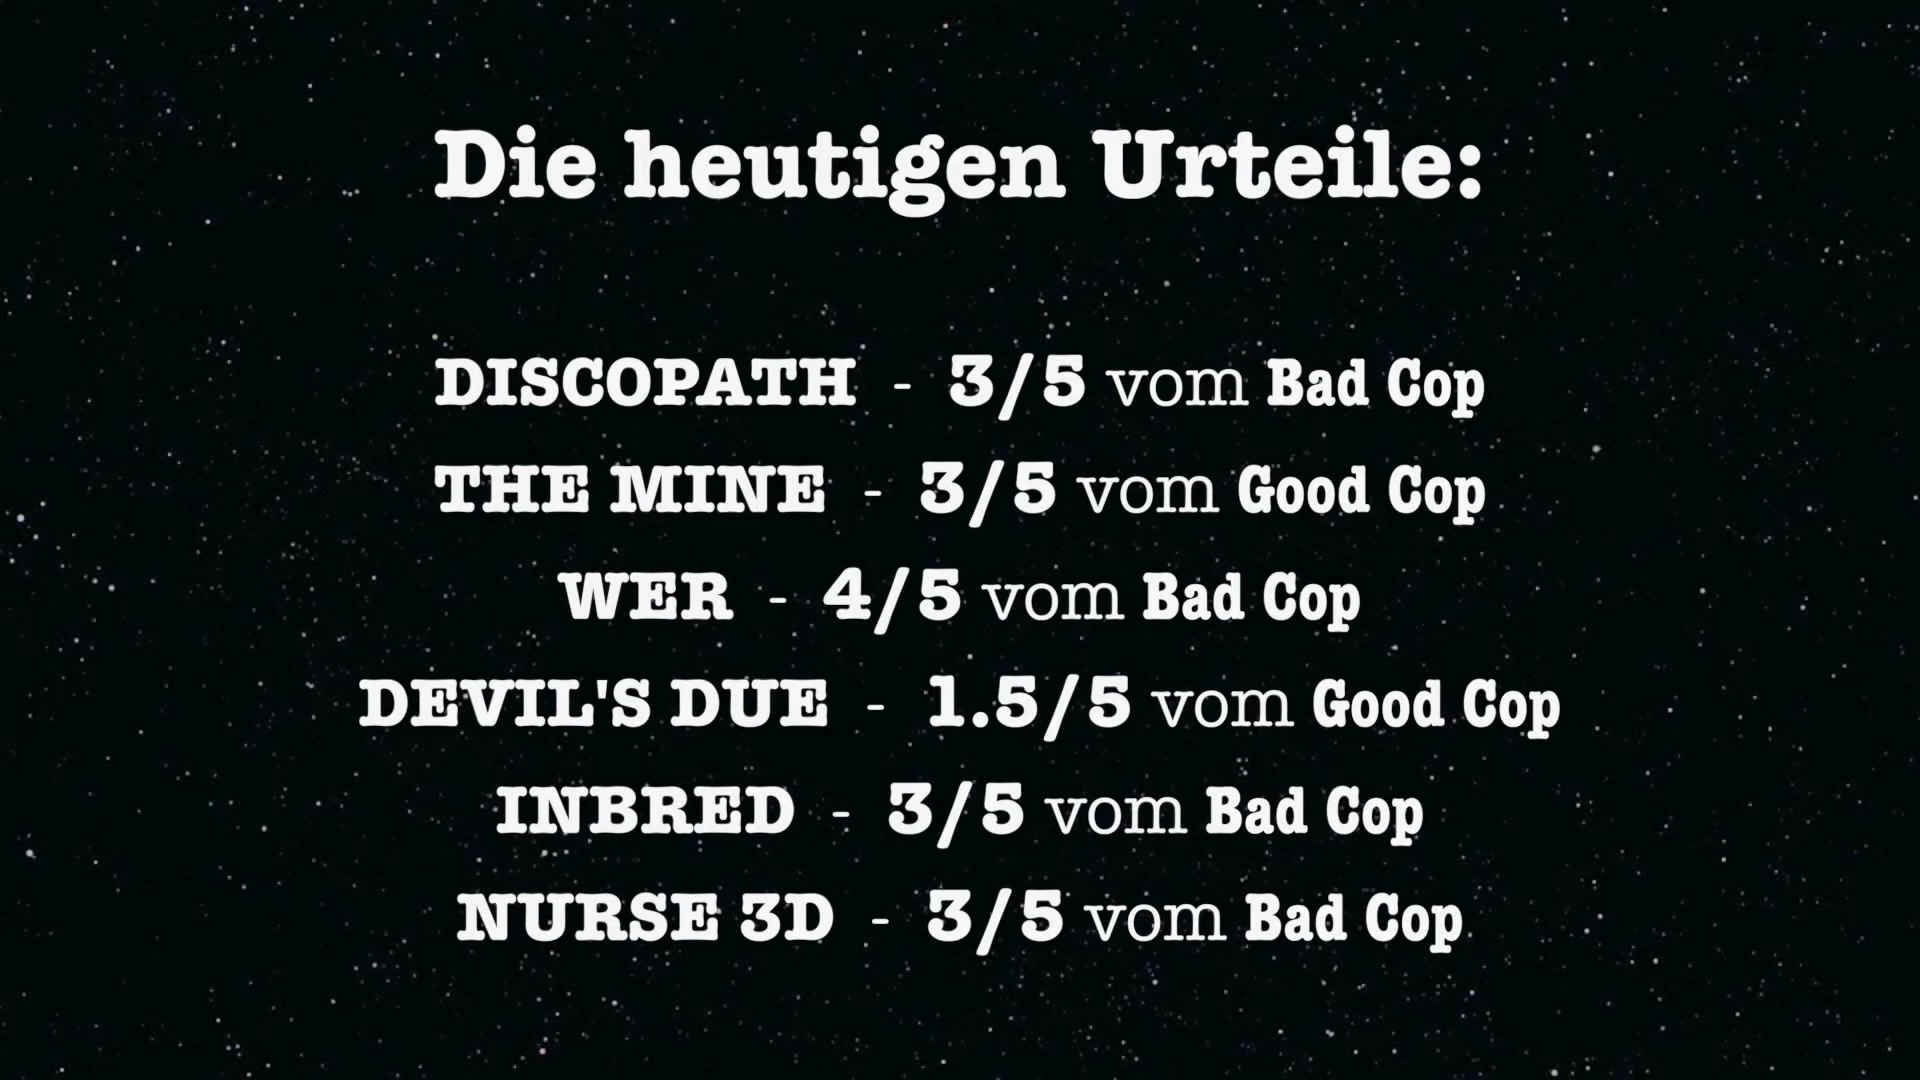 Die heutigen Urteile:
DISCOPATH - 3/5 vom Bad Cop
THE MINE - 3/5 vom Good Cop
WER - 4/5 vom Bad Cop
DEVIL'S DUE - 1.5/5 vom Good Cop
INBRED - 3/5 vom Bad Cop
NURSE 3D - 3/5 vom Bad Cop